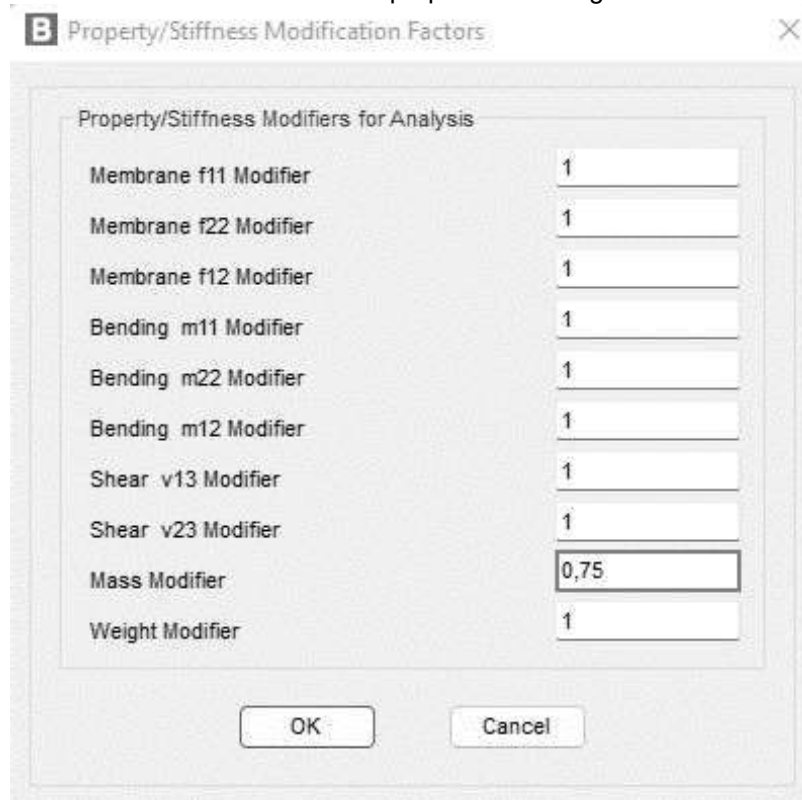 B Property/Stiffness Modification Factors
Property/Stiffness Modifiers for Analysis
Membrane f11 Modifier 1
Membrane f22 Modifier 1
Membrane f12 Modifier 1
Bending m11 Modifier 1
Bending m22 Modifier 1
Bending m12 Modifier 1
Shear v13 Modifier 1
Shear v23 Modifier 1
Mass Modifier 0,75
Weight Modifier 1
OK Cancel